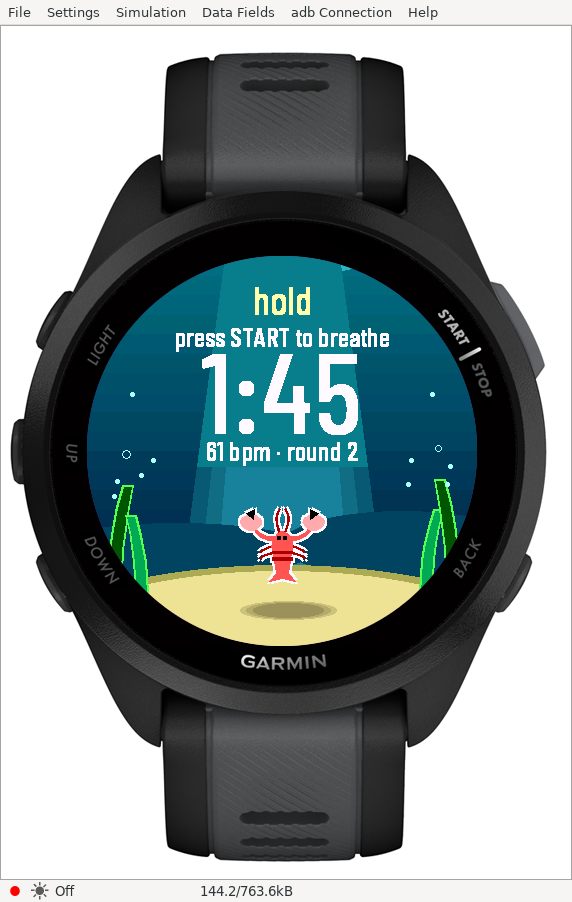 File Settings Simulation Data Fields adb Connection Help
hold
press START to breathe
1:45
61 bpm · round 2
LIGHT
UP
DOWN
START
STOP
BACK
GARMIN
Off 144.2/763.6kB